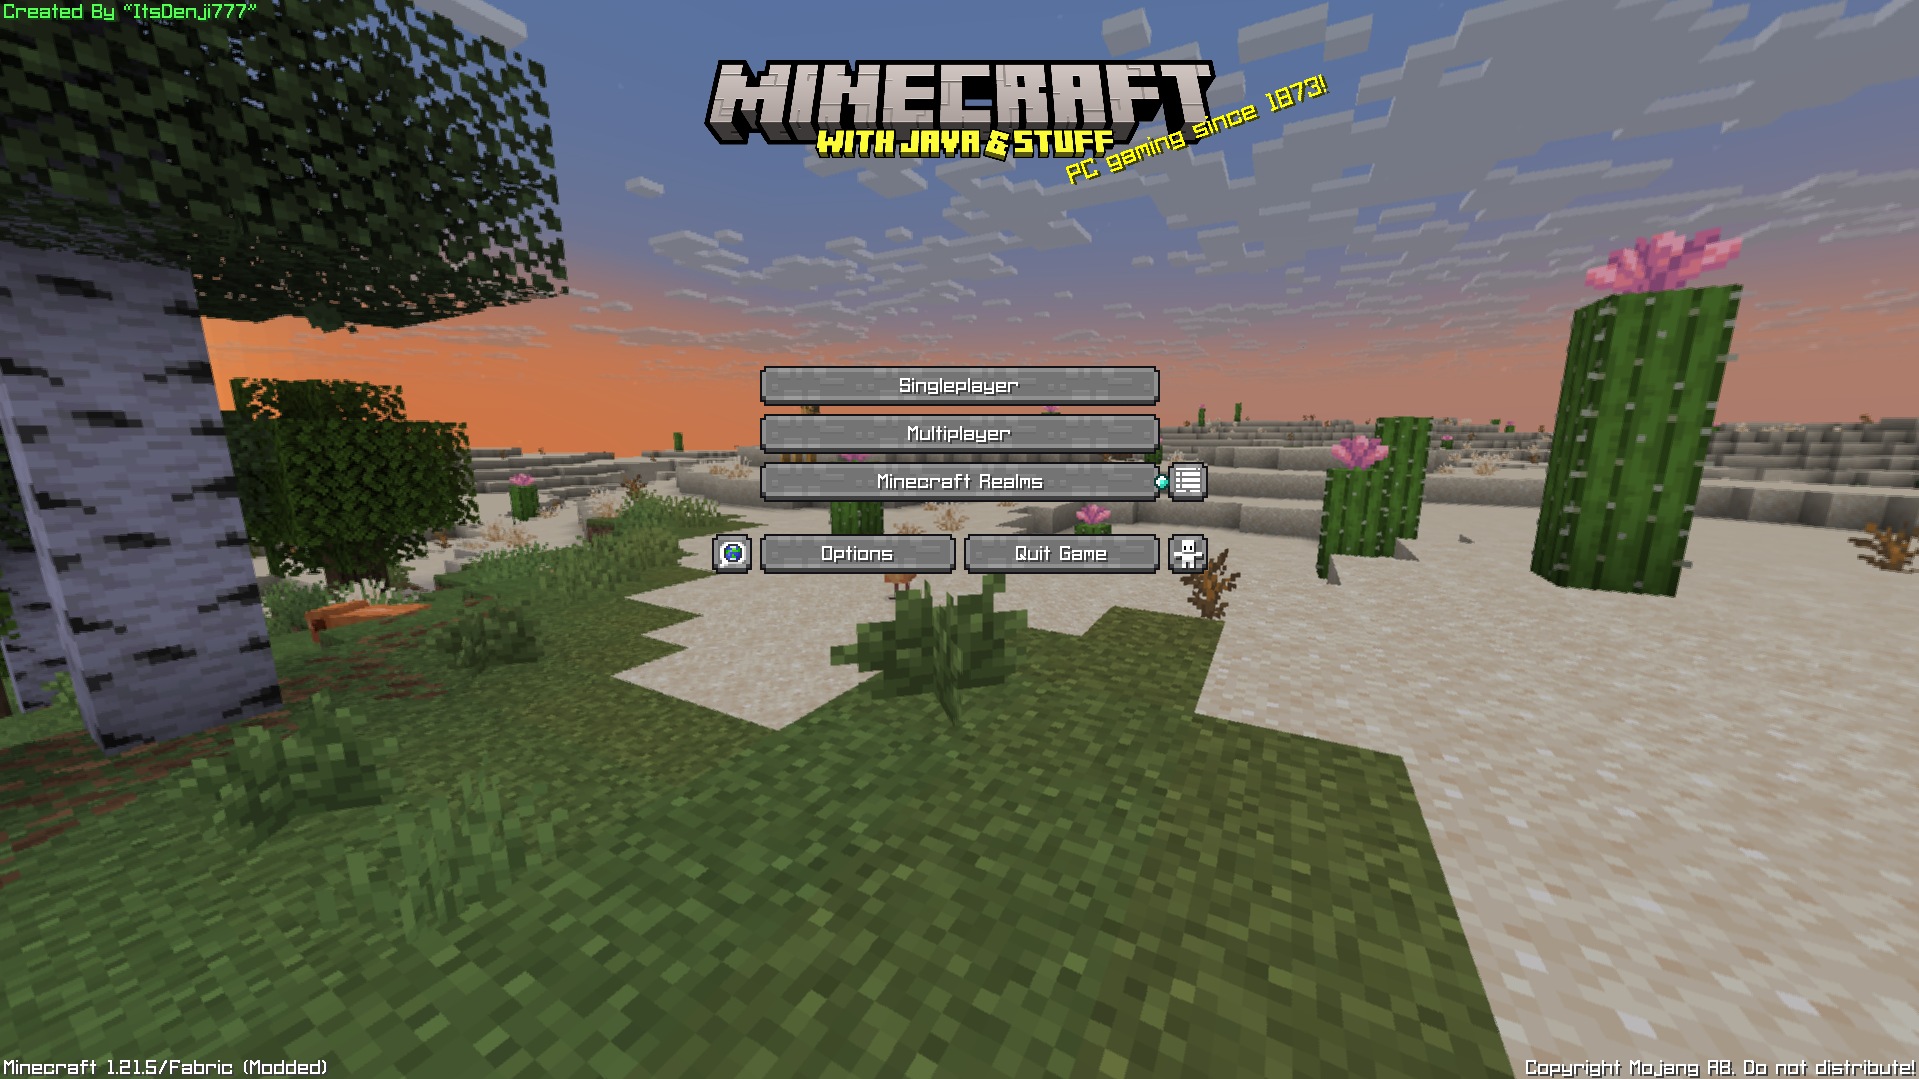 Created By "ItsDenji777"
MINECRAFT
WITH JAVA & STUFF
PC gaming since 1873!
Singleplayer
Multiplayer
Minecraft Realms
Options
Quit Game
Minecraft 1.21.5/Fabric (Modded)
Copyright Mojang AB. Do not distribute!